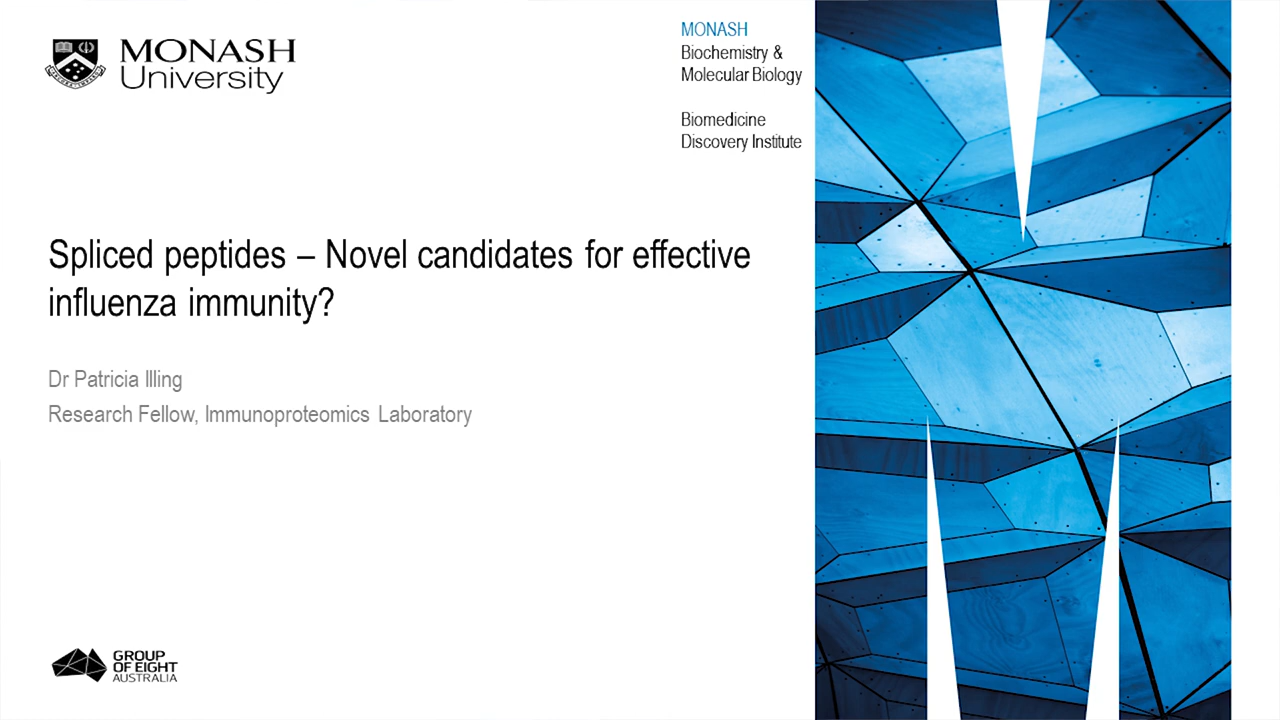 MONASH
University
MONASH
Biochemistry &
Molecular Biology
Biomedicine
Discovery Institute
Spliced peptides – Novel candidates for effective
influenza immunity?
Dr Patricia Illing
Research Fellow, Immunoproteomics Laboratory
GROUP
OF EIGHT
AUSTRALIA